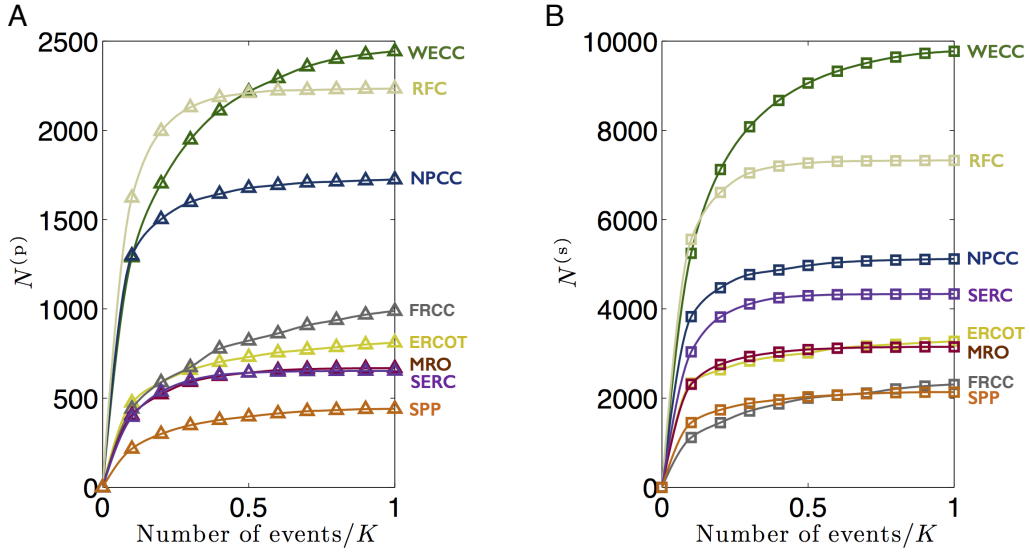 A
2500
2000
1500
1000
500
0
0
0.5
1
N(p)
Number of events/K
WECC
RFC
NPCC
FRCC
ERCOT
MRO
SERC
SPP
B
10000
8000
6000
4000
2000
0
0
0.5
1
N(s)
Number of events/K
WECC
RFC
NPCC
SERC
ERCOT
MRO
FRCC
SPP